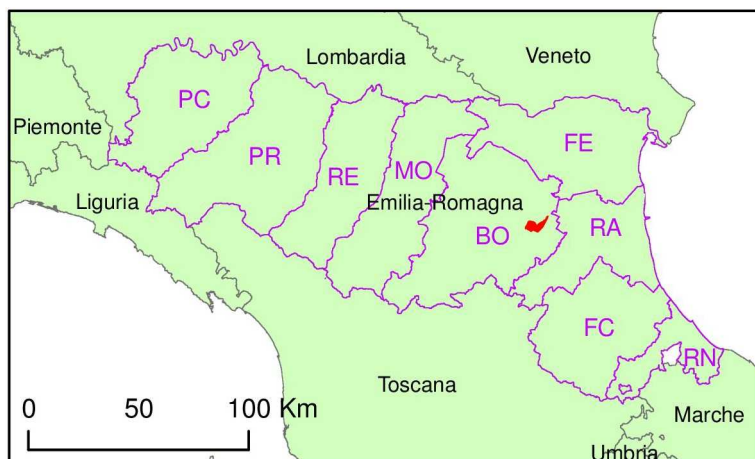 Lombardia
Veneto
PC
Piemonte
FE
PR
MO
RE
Liguria
Emilia-Romagna
RA
BO
FC
RN
Toscana
0 50 100 Km
Marche
Umbria